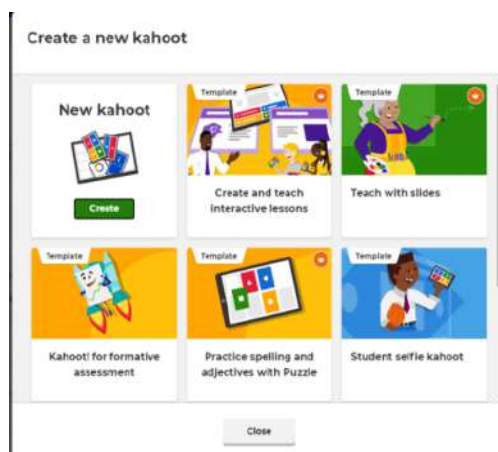 Create a new kahoot
New kahoot
Create
Template
Create and teach
interactive lessons
Template
Teach with slides
Template
Kahoot! for formative
assessment
Template
Practice spelling and
adjectives with Puzzle
Template
Student selfie kahoot
Close